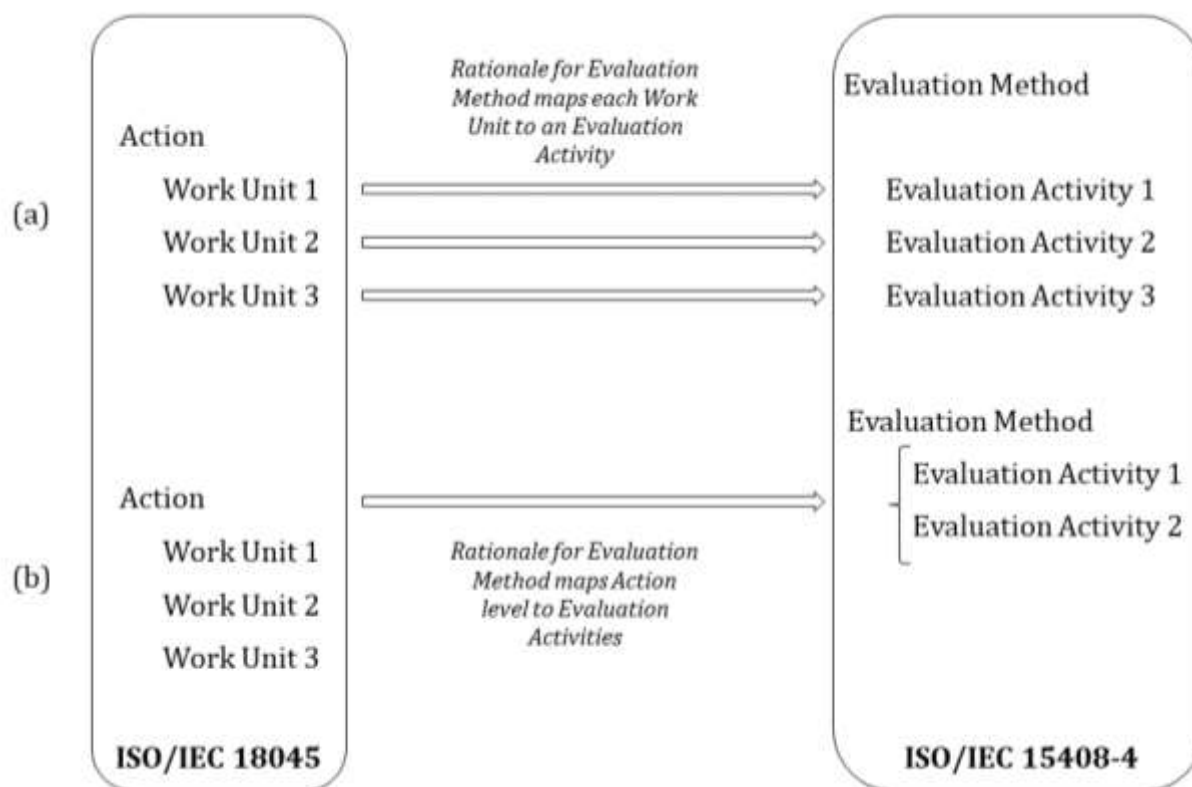 Rationale for Evaluation
Method maps each Work
Unit to an Evaluation
Activity
Evaluation Method
Action
(a)
Work Unit 1
Evaluation Activity 1
Work Unit 2
Evaluation Activity 2
Work Unit 3
Evaluation Activity 3
Evaluation Method
Evaluation Activity 1
Action
Evaluation Activity 2
(b)
Work Unit 1
Rationale for Evaluation
Method maps Action
level to Evaluation
Activities
Work Unit 2
Work Unit 3
ISO/IEC 18045
ISO/IEC 15408-4